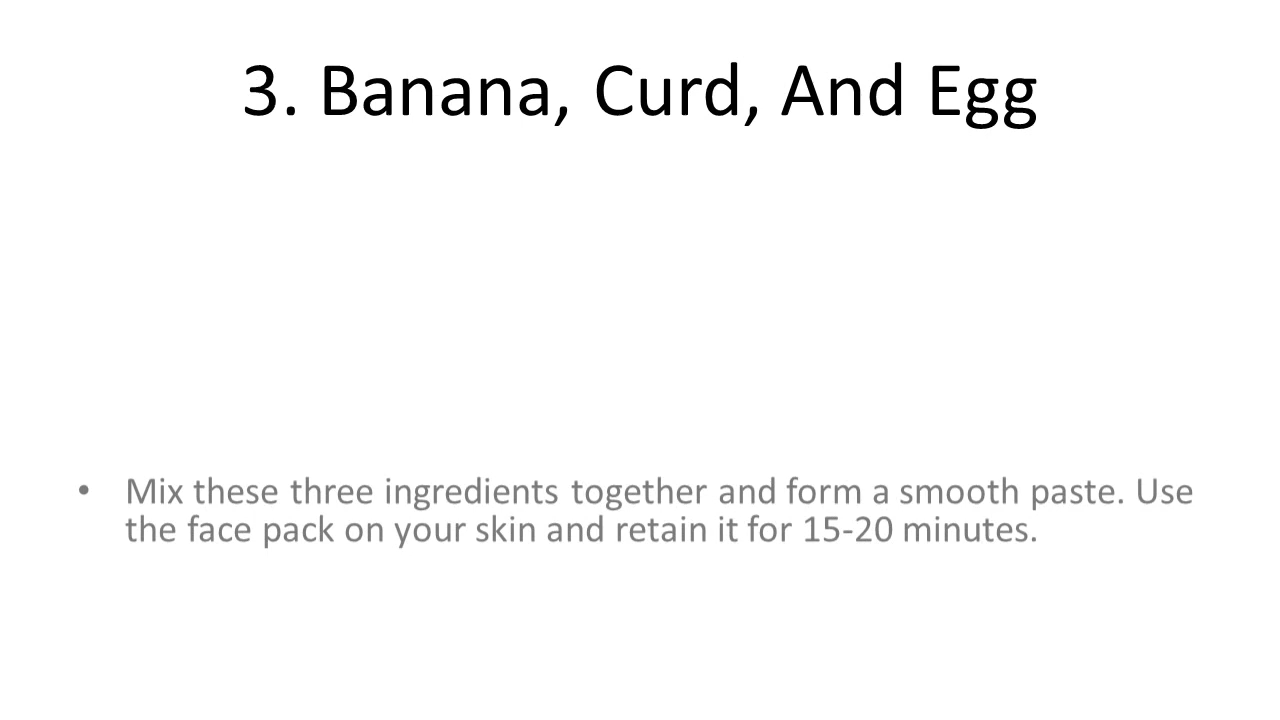 3. Banana, Curd, And Egg
• Mix these three ingredients together and form a smooth paste. Use
the face pack on your skin and retain it for 15-20 minutes.